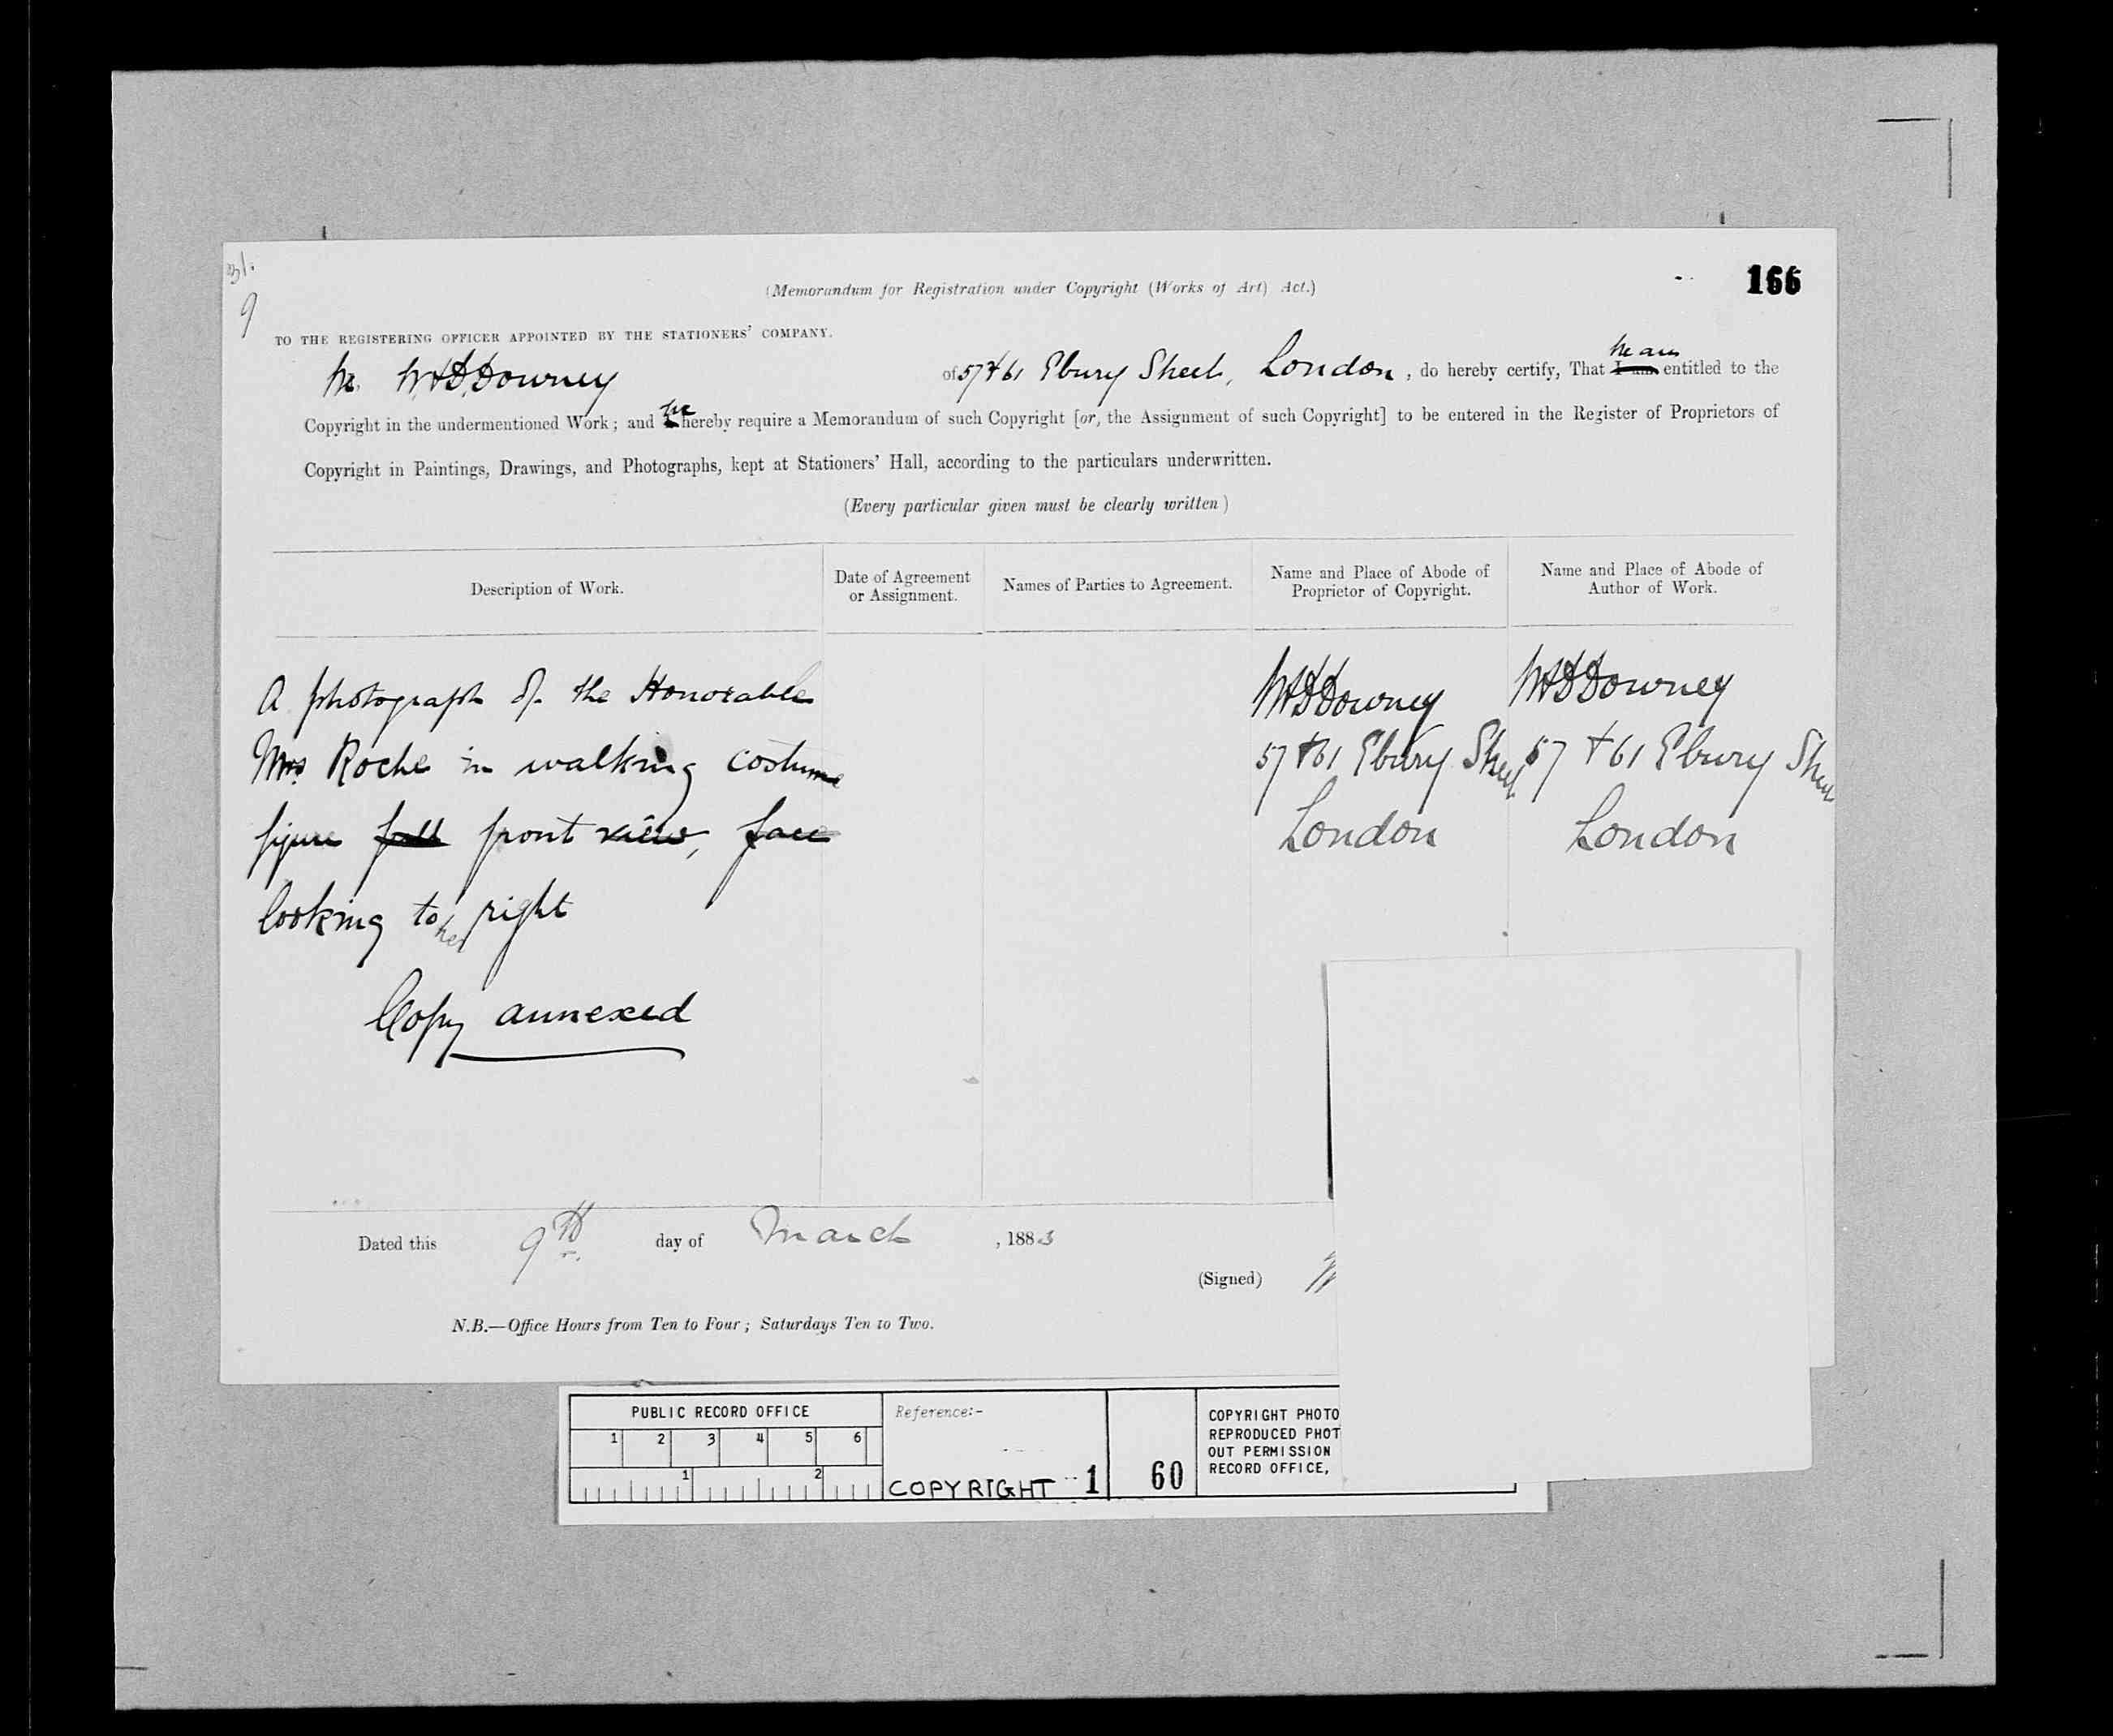 31.
9
(Memorandum for Registration under Copyright (Works of Art) Act.)
166
TO THE REGISTERING OFFICER APPOINTED BY THE STATIONERS' COMPANY.
We W&D Downey of 57 & 61 Ebury Street, London, do hereby certify, That I am we are entitled to the
Copyright in the undermentioned Work; and I we hereby require a Memorandum of such Copyright [or, the Assignment of such Copyright] to be entered in the Register of Proprietors of
Copyright in Paintings, Drawings, and Photographs, kept at Stationers' Hall, according to the particulars underwritten.
(Every particular given must be clearly written)
Description of Work.
Date of Agreement
or Assignment.
Names of Parties to Agreement.
Name and Place of Abode of
Proprietor of Copyright.
Name and Place of Abode of
Author of Work.
A photograph of the Honorable
Mrs Roche in walking costume
figure full front view, face
looking to her right
Copy annexed
W&D Downey
57 & 61 Ebury Street
London
W&D Downey
57 & 61 Ebury Street
London
Dated this 9th day of March, 1883
(Signed) W
N.B.—Office Hours from Ten to Four; Saturdays Ten to Two.
PUBLIC RECORD OFFICE
1 2 3 4 5 6
1 2
Reference:-
COPYRIGHT 1
60
COPYRIGHT PHOTO
REPRODUCED PHOT
OUT PERMISSION
RECORD OFFICE,